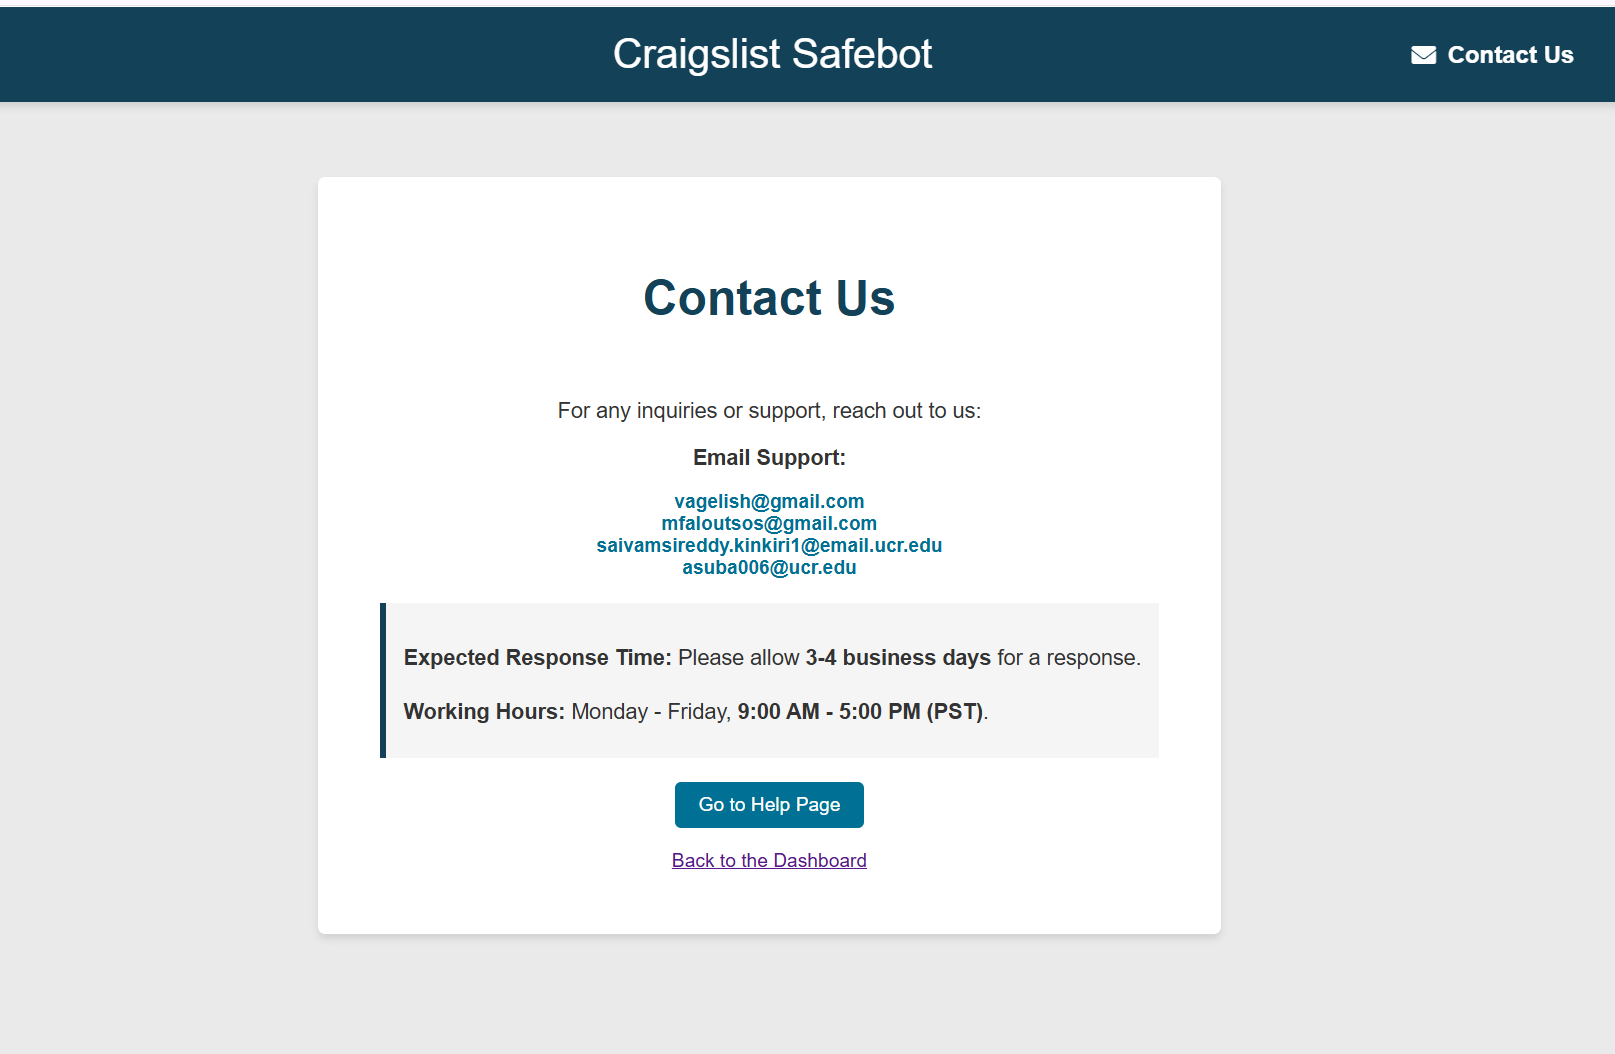 Craigslist Safebot
Contact Us
Contact Us
For any inquiries or support, reach out to us:
Email Support:
vagelish@gmail.com
mfaloutsos@gmail.com
saivamsireddy.kinkiri1@email.ucr.edu
asuba006@ucr.edu
Expected Response Time: Please allow 3-4 business days for a response.
Working Hours: Monday - Friday, 9:00 AM - 5:00 PM (PST).
Go to Help Page
Back to the Dashboard